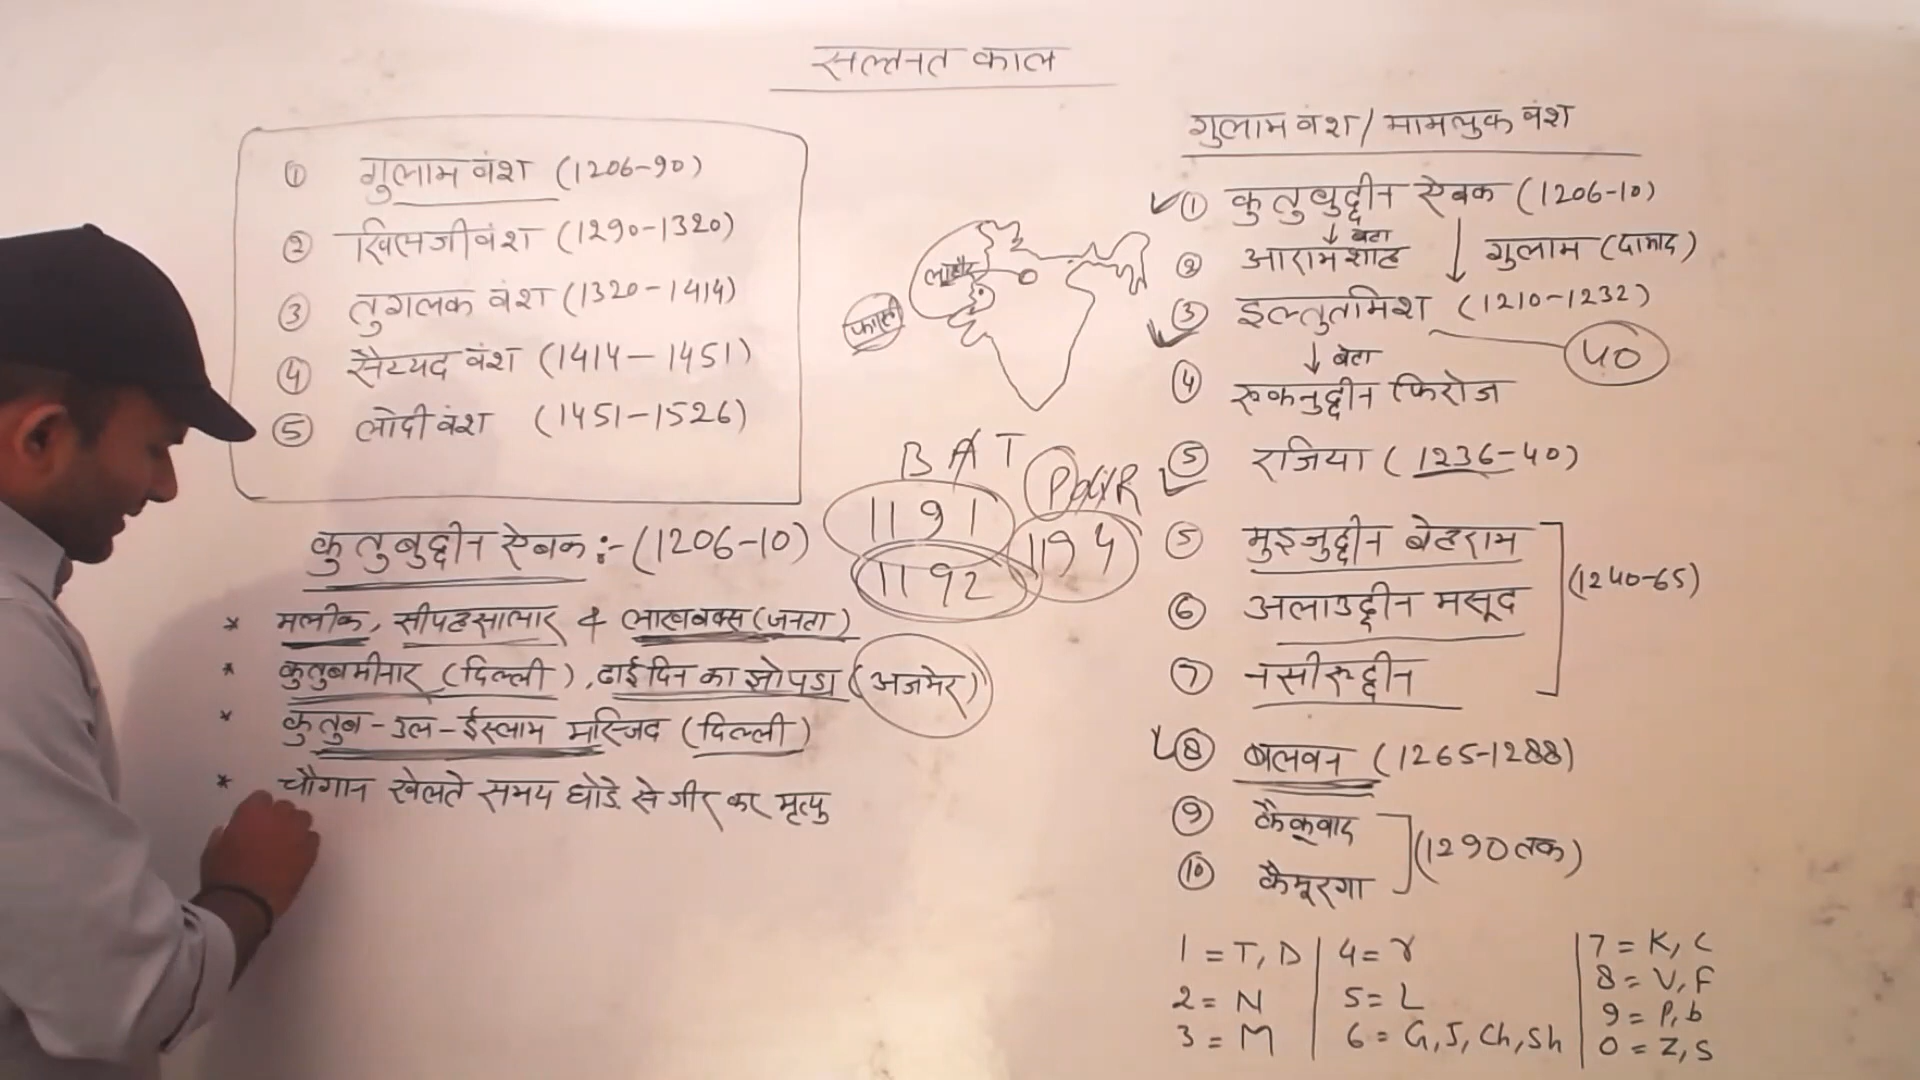 सल्तनत काल
① गुलाम वंश (1206-90)
② खिलजी वंश (1290-1320)
③ तुगलक वंश (1320-1414)
④ सैय्यद वंश (1414-1451)
⑤ लोदी वंश (1451-1526)
कुतुबुद्दीन ऐबक :- (1206-10)
* मलीक, सीपहसालार & लाखबक्स (जनता)
* कुतुबमीनार (दिल्ली), ढाई दिन का झोपडा (अजमेर)
* कुतुब-उल-ईस्लाम मस्जिद (दिल्ली)
* चौगान खेलते समय घोडे से गीर कर मृत्यु
लाहौर
BAT
1191
1192
1194
गुलाम वंश/मामलुक वंश
① कुतुबुद्दीन ऐबक (1206-10)
↓ बेटा
② आरामशाह ↓ गुलाम (दामाद)
③ इल्तुतमिश (1210-1232)
40
↓ बेटा
④ रुकनुद्दीन फिरोज
⑤ रजिया (1236-40)
⑤ मुइजुद्दीन बेहराम
⑥ अलाउद्दीन मसूद (1240-65)
⑦ नसीरुद्दीन
⑧ बलवन (1265-1288)
⑨ कैकूवाद
(1290 तक)
⑩ कैमूरगा
1 = T, D | 4 = r | 7 = K, C
8 = V, F
2 = N | 5 = L
9 = P, b
3 = M | 6 = G, J, Ch, Sh | 0 = Z, S